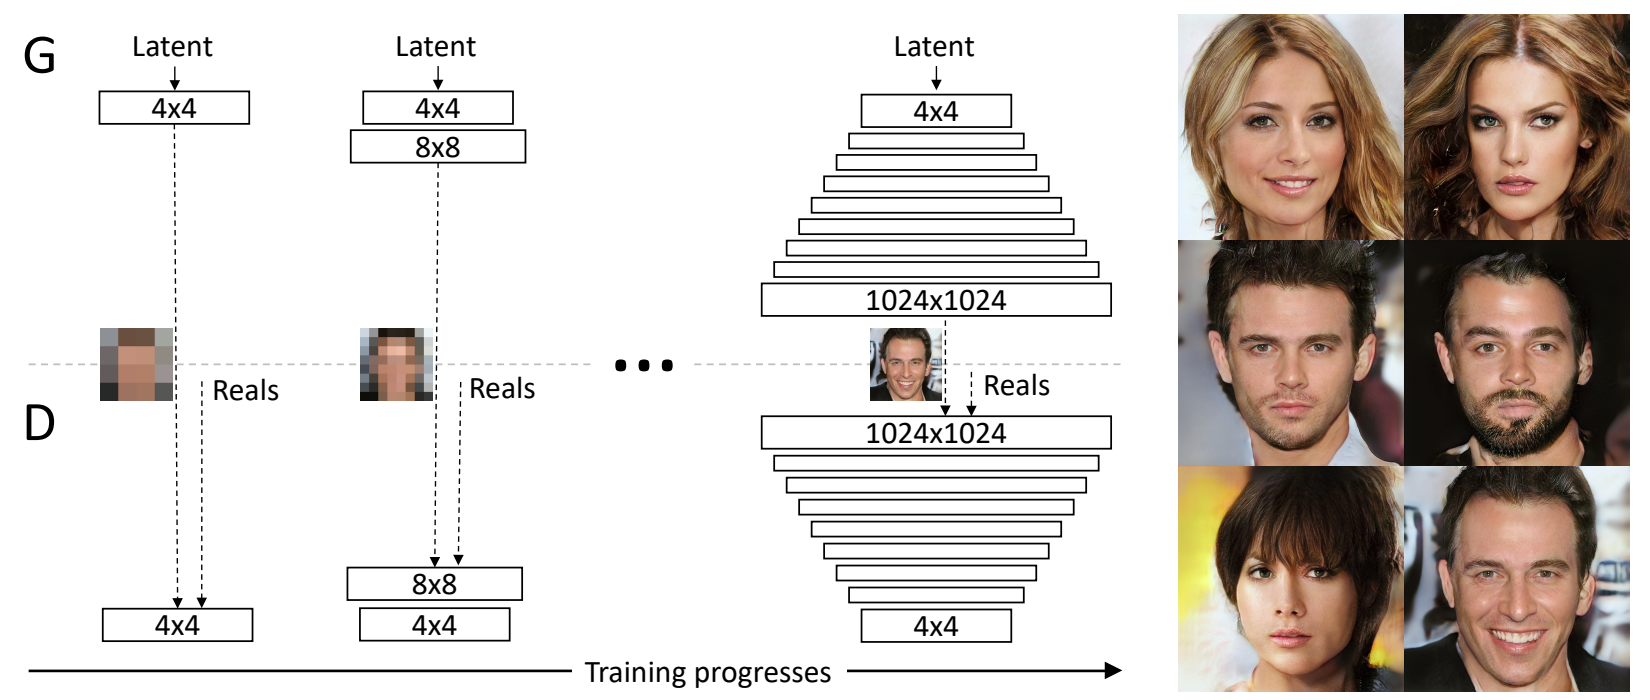 G
Latent
Latent
Latent
4x4
4x4
4x4
8x8
1024x1024
Reals
Reals
Reals
D
1024x1024
8x8
4x4
4x4
4x4
Training progresses